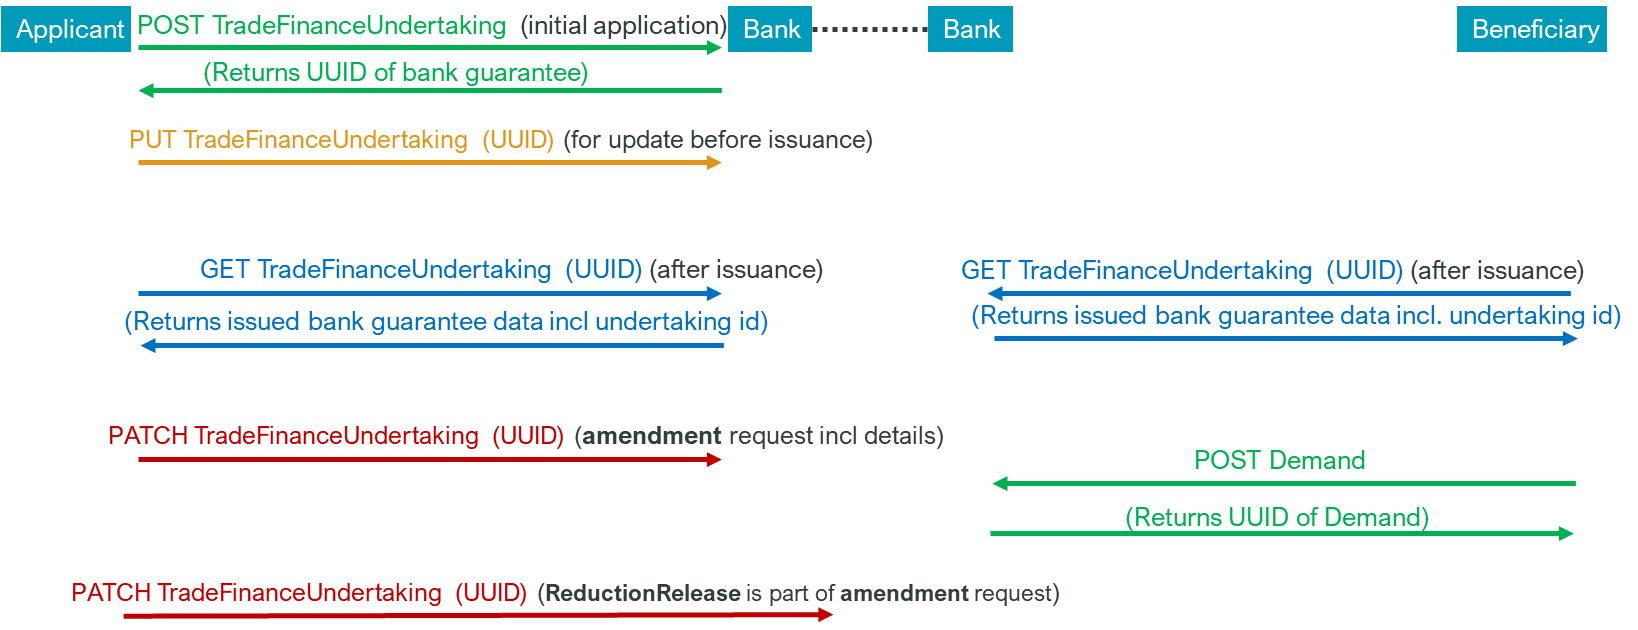 Applicant POST TradeFinanceUndertaking (initial application) Bank Bank Beneficiary
(Returns UUID of bank guarantee)
PUT TradeFinanceUndertaking (UUID) (for update before issuance)
GET TradeFinanceUndertaking (UUID) (after issuance)
GET TradeFinanceUndertaking (UUID) (after issuance)
(Returns issued bank guarantee data incl undertaking id)
(Returns issued bank guarantee data incl. undertaking id)
PATCH TradeFinanceUndertaking (UUID) (amendment request incl details)
POST Demand
(Returns UUID of Demand)
PATCH TradeFinanceUndertaking (UUID) (ReductionRelease is part of amendment request)